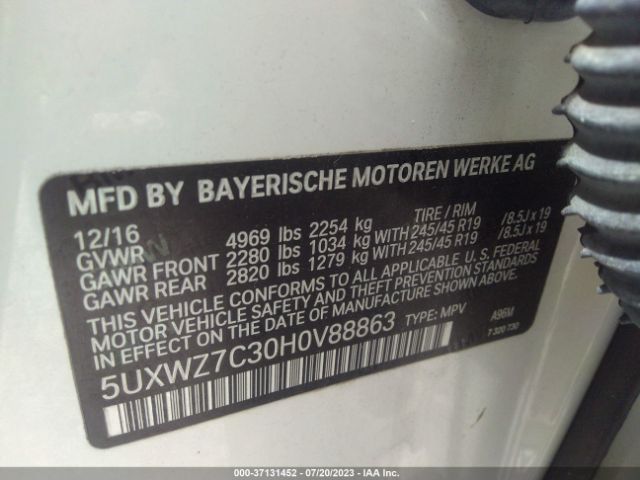 MFD BY BAYERISCHE MOTOREN WERKE AG
12/16 TIRE / RIM
GVWR 4969 lbs 2254 kg
GAWR FRONT 2280 lbs 1034 kg WITH 245/45 R19 /8.5J x 19
GAWR REAR 2820 lbs 1279 kg WITH 245/45 R19 /8.5J x 19
THIS VEHICLE CONFORMS TO ALL APPLICABLE U. S. FEDERAL
MOTOR VEHICLE SAFETY AND THEFT PREVENTION STANDARDS
IN EFFECT ON THE DATE OF MANUFACTURE SHOWN ABOVE.
5UXWZ7C30H0V88863 TYPE: MPV A96M
T 320 730
000-37131452 - 07/20/2023 - IAA Inc.